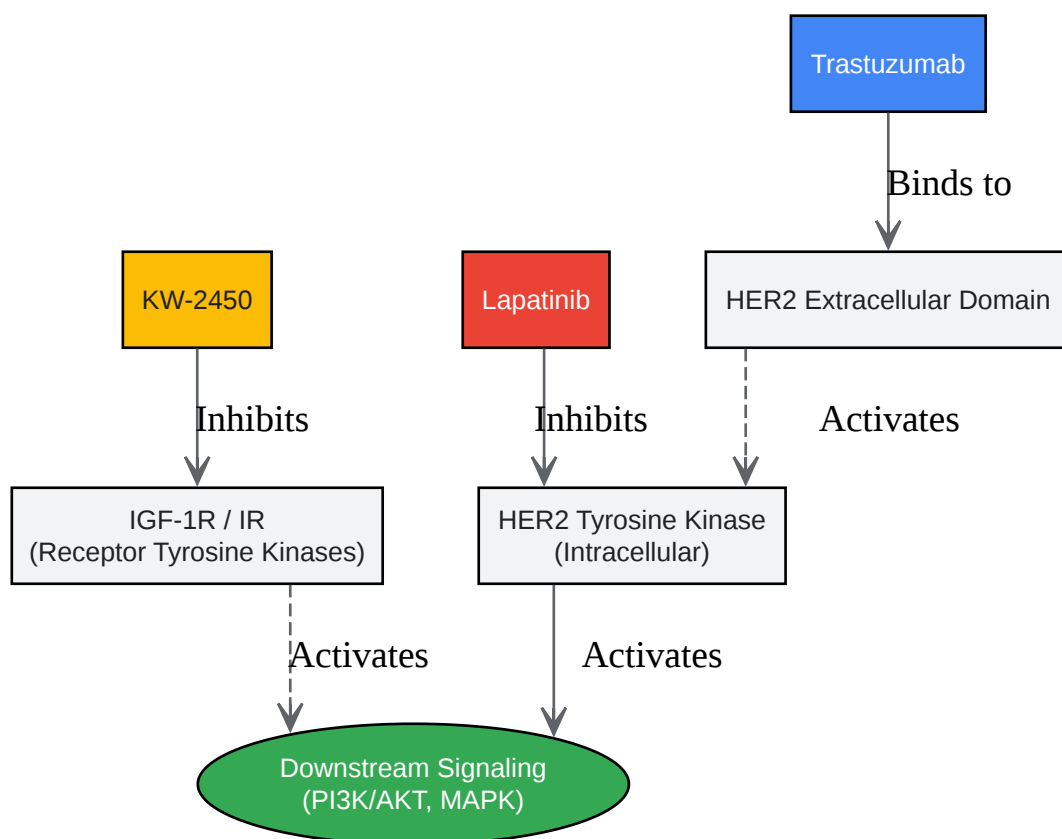 Trastuzumab
Binds to
KW-2450
Lapatinib
HER2 Extracellular Domain
Inhibits
Inhibits
Activates
IGF-1R / IR
(Receptor Tyrosine Kinases)
HER2 Tyrosine Kinase
(Intracellular)
Activates
Activates
Downstream Signaling
(PI3K/AKT, MAPK)